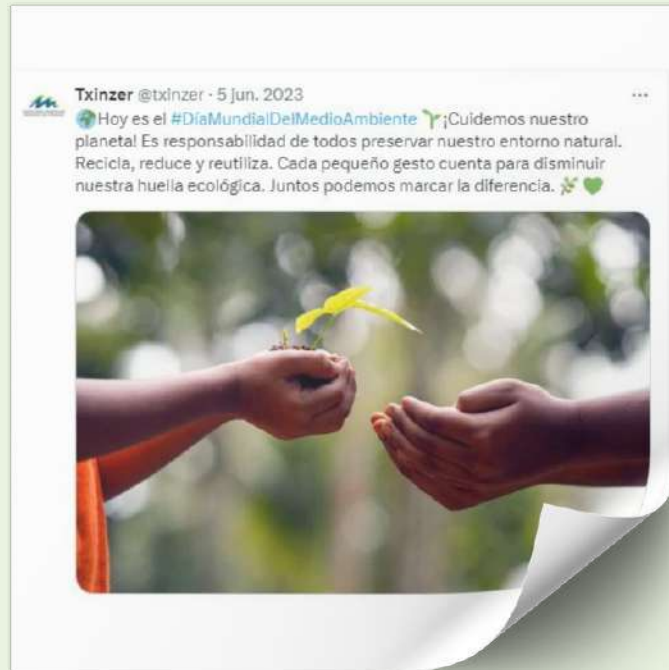 Txinzer @txinzer · 5 jun. 2023
🌍Hoy es el #DíaMundialDelMedioAmbiente 🌱¡Cuidemos nuestro
planeta! Es responsabilidad de todos preservar nuestro entorno natural.
Recicla, reduce y reutiliza. Cada pequeño gesto cuenta para disminuir
nuestra huella ecológica. Juntos podemos marcar la diferencia. 🌿 💚